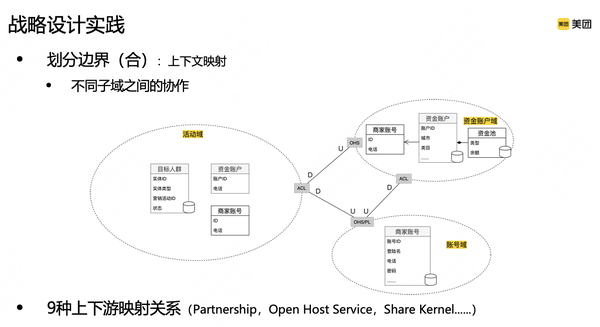 战略设计实践
美团 美团
• 划分边界（合）：上下文映射
• 不同子域之间的协作
活动域
目标人群
实体ID
实体类型
营销活动ID
状态
资金账户
账户ID
电话
商家账号
ID
电话
ACL
D
D
U
OHS
资金账户域
商家账号
ID
电话
资金账户
账户ID
城市
类目
......
资金池
类型
余额
ACL
D
U
U
OHS/PL
账号域
商家账号
账号ID
登陆名
电话
密码
......
• 9种上下游映射关系（Partnership，Open Host Service，Share Kernel......）